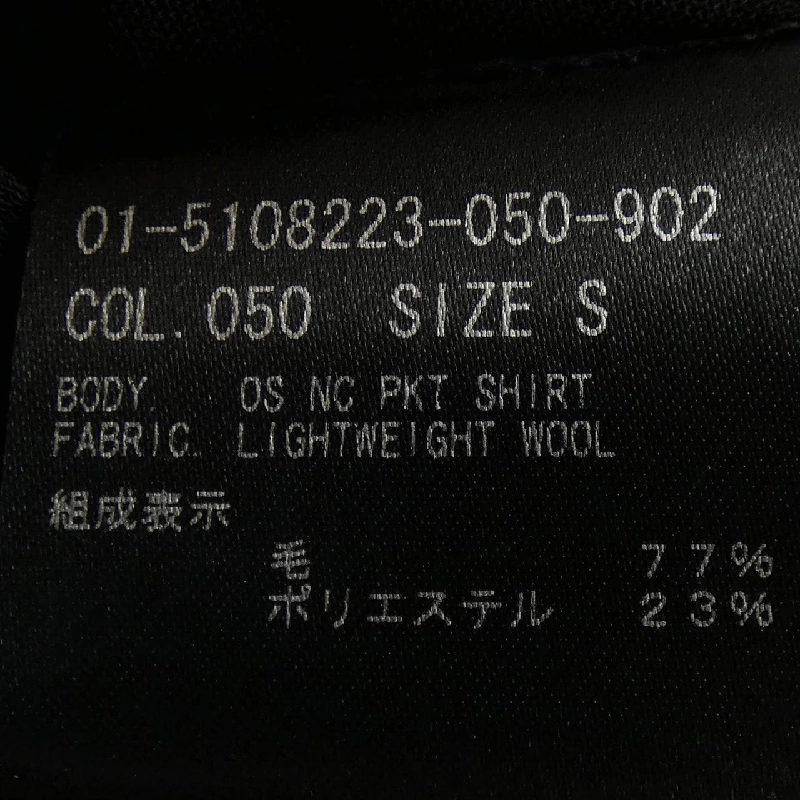 01-5108223-050-902
COL. 050 SIZE S
BODY. OS NC PKT SHIRT
FABRIC. LIGHTWEIGHT WOOL
組成表示
毛 77%
ポリエステル 23%